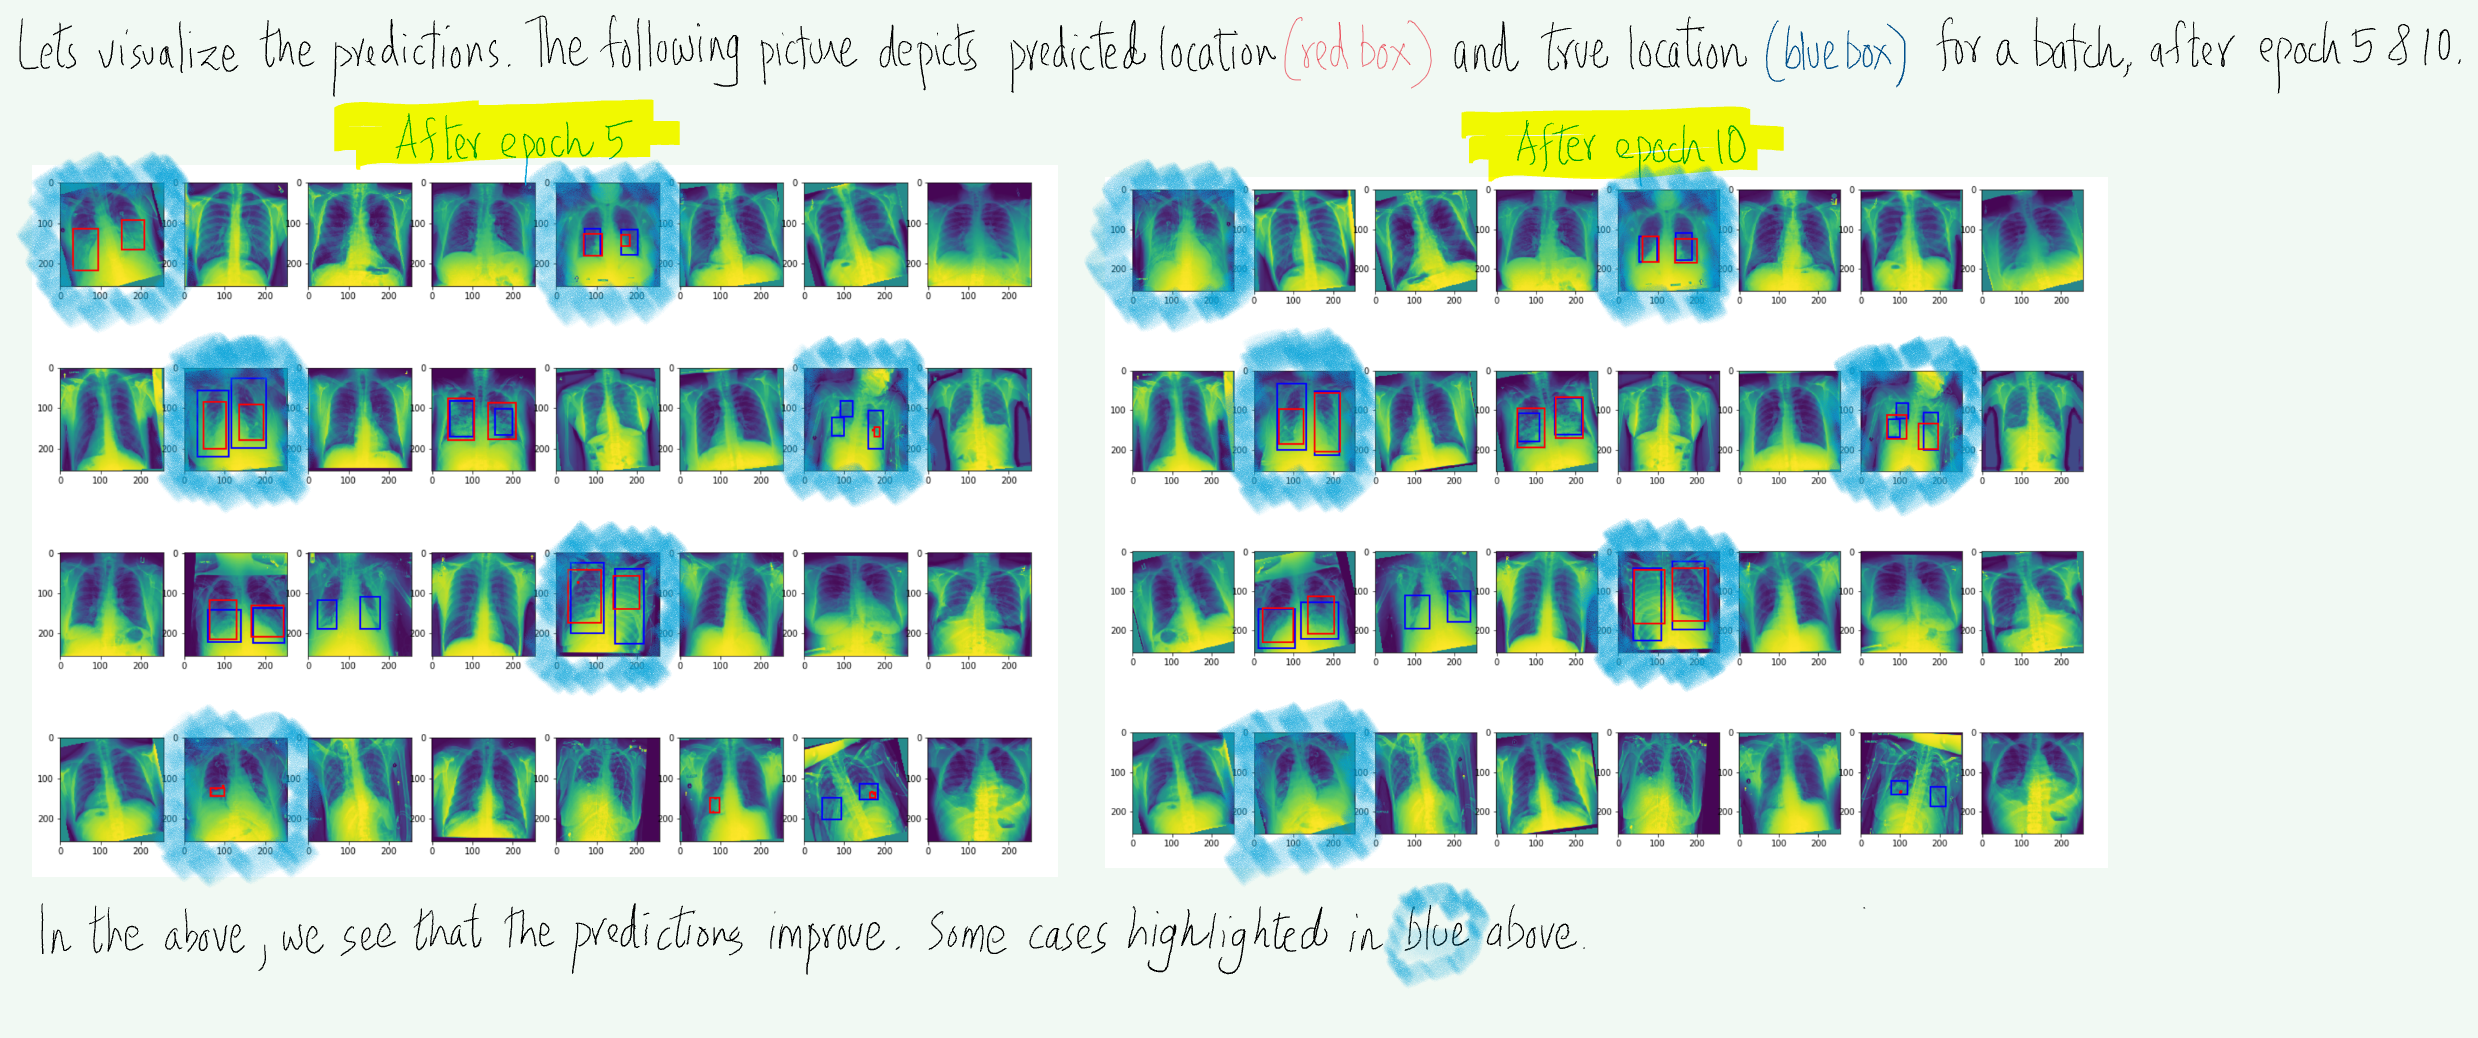 Lets visualize the predictions. The following picture depicts predicted location (red box) and true location (blue box) for a batch, after epoch 5 & 10.
After epoch 5
After epoch 10
In the above, we see that the predictions improve. Some cases highlighted in blue above.